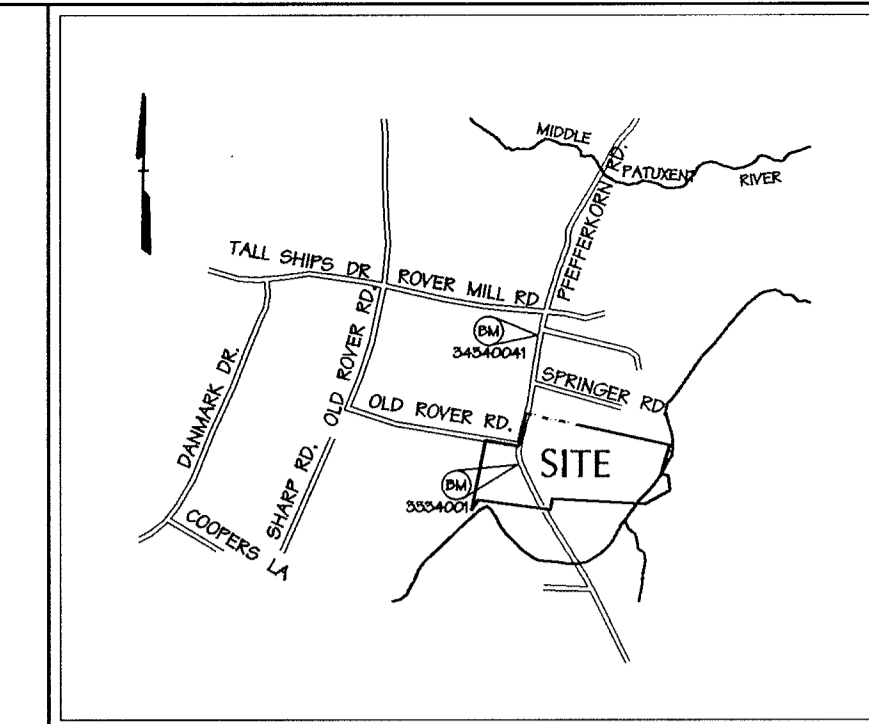 MIDDLE
PATUXENT
RIVER
PFEFFERKORN RD.
TALL SHIPS DR
ROVER MILL RD
BM
34340041
OLD ROVER RD.
SPRINGER RD
DANMARK DR.
OLD ROVER RD.
SITE
SHARP RD.
BM
3334001
COOPERS LA